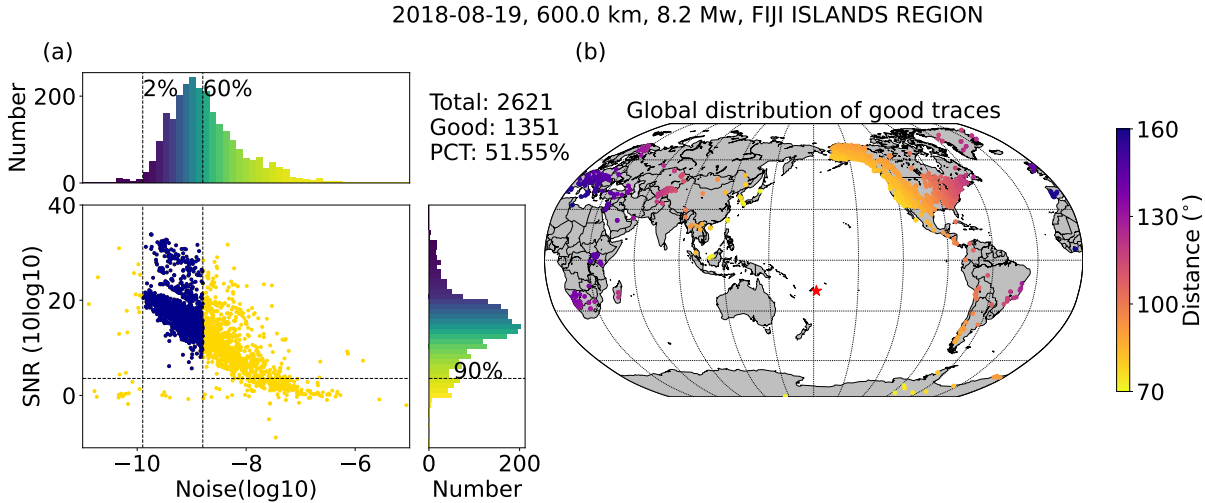 2018-08-19, 600.0 km, 8.2 Mw, FIJI ISLANDS REGION
(a)
(b)
Number
200
0
2%
60%
Total: 2621
Good: 1351
PCT: 51.55%
Global distribution of good traces
SNR (10log10)
40
20
0
90%
−10
−8
−6
Noise(log10)
0
200
Number
160
130
100
70
Distance (°)